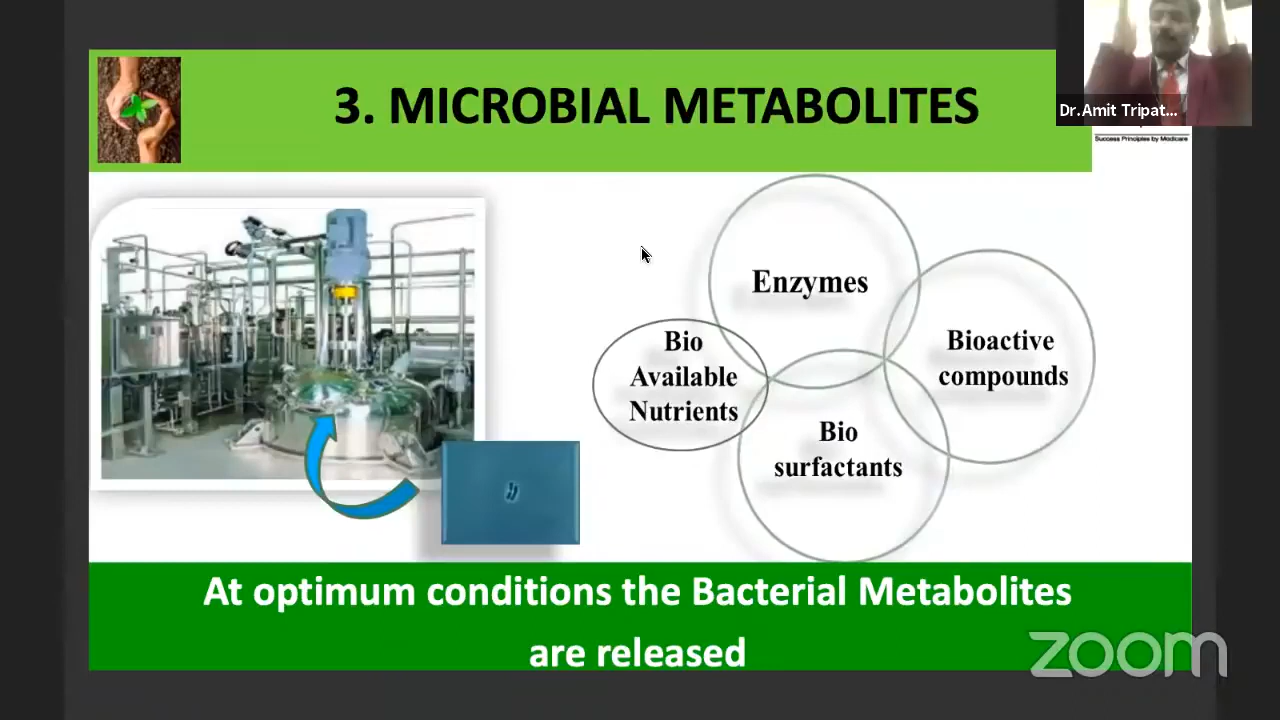 3. MICROBIAL METABOLITES
Dr.Amit Tripat...
Success Principles by Modicare
Enzymes
Bio
Available
Nutrients
Bioactive
compounds
Bio
surfactants
At optimum conditions the Bacterial Metabolites
are released
zoom